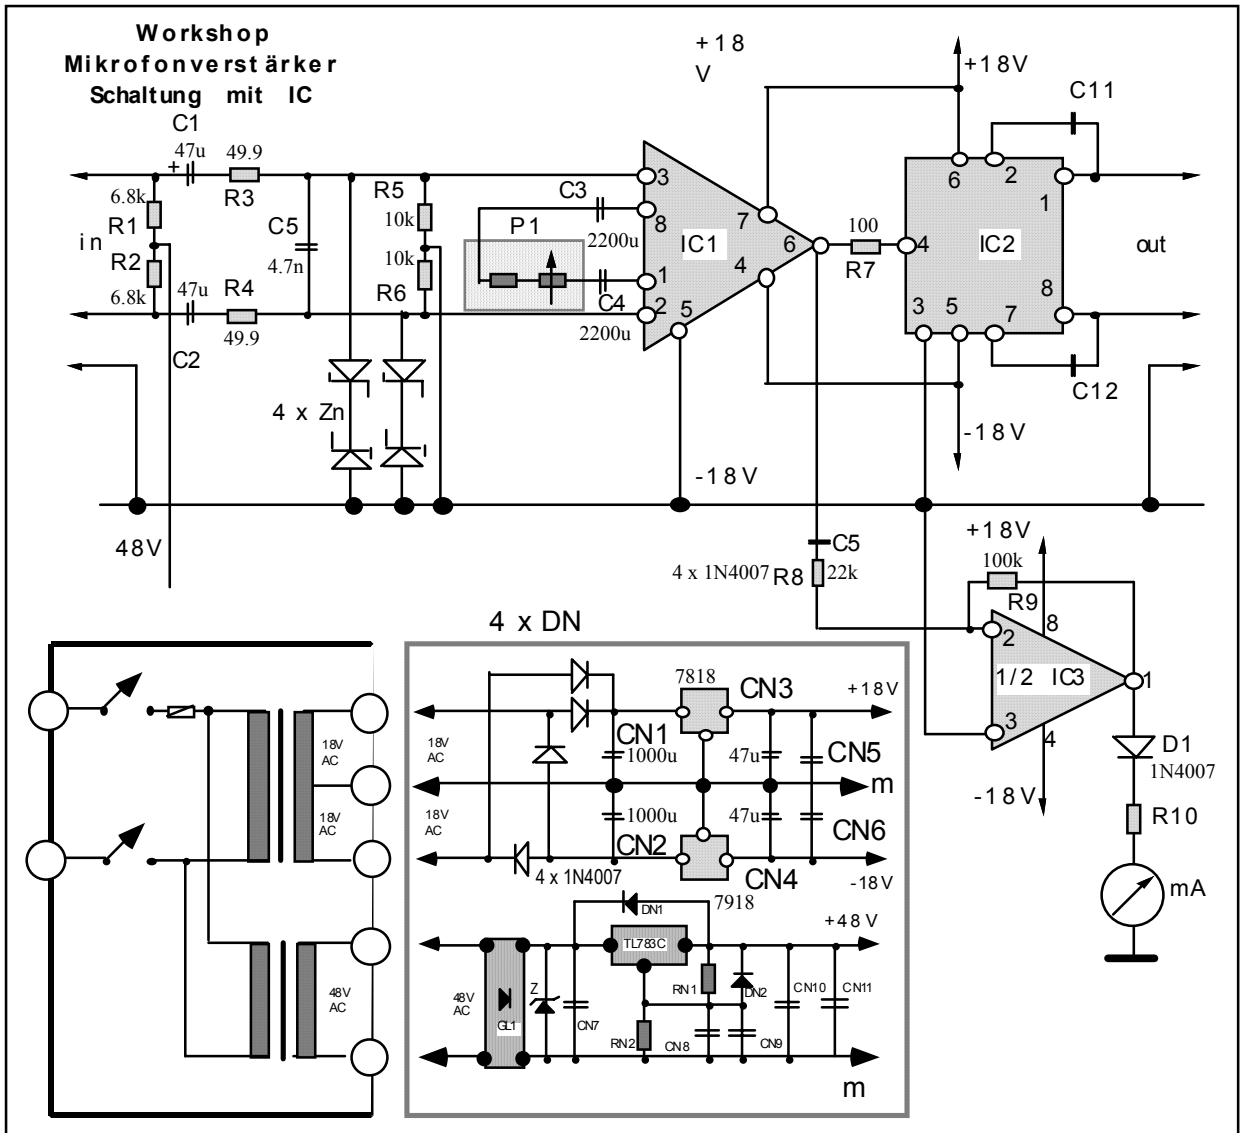 Workshop
Mikrofonverstärker
Schaltung mit IC
+18
V
+18V
C11
C1
47u
49.9
+
R3
6.8k
R1
in
R2
6.8k
C5
4.7n
R5
10k
10k
R6
47u
R4
49.9
C2
C3
2200u
P1
C4
2200u
3
8
1
2
5
7
4
6
IC1
100
R7
4
6
2
1
IC2
8
3
5
7
out
C12
4 x Zn
-18V
-18V
48V
C5
4 x 1N4007
R8
22k
+18V
100k
R9
8
2
1/2 IC3
1
3
4
D1
1N4007
-18V
R10
mA
4 x DN
7818
CN3
+18V
18V
AC
CN1
1000u
47u
CN5
m
18V
AC
1000u
47u
CN2
CN6
4 x 1N4007
CN4
-18V
7918
DN1
+48V
TL783C
48V
AC
GL1
Z
CN7
RN1
DN2
CN10
CN11
RN2
CN8
CN9
m
18V
AC
18V
AC
48V
AC